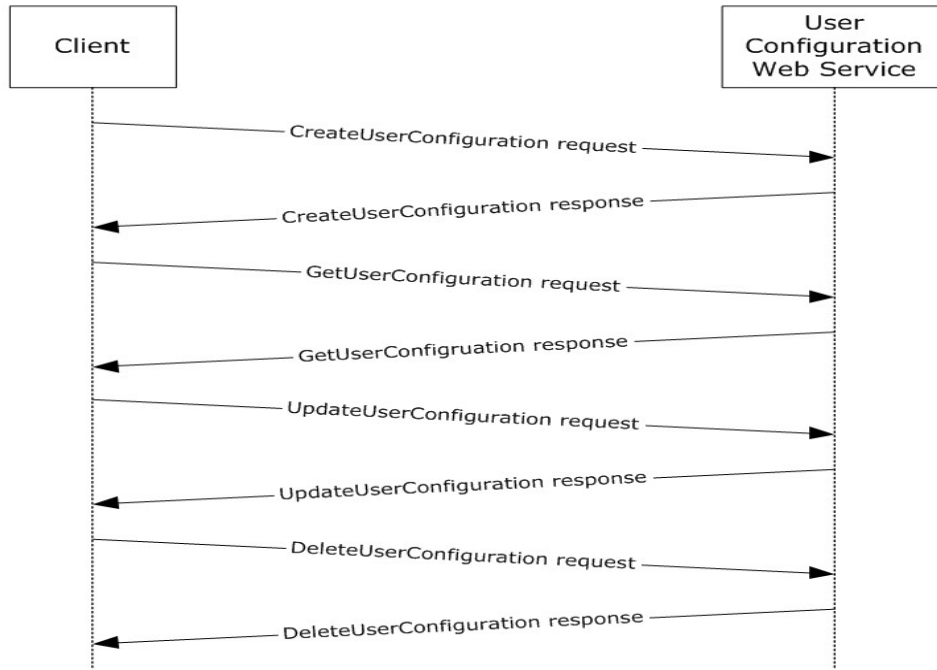 Client
User
Configuration
Web Service
CreateUserConfiguration request
CreateUserConfiguration response
GetUserConfiguration request
GetUserConfigruation response
UpdateUserConfiguration request
UpdateUserConfiguration response
DeleteUserConfiguration request
DeleteUserConfiguration response